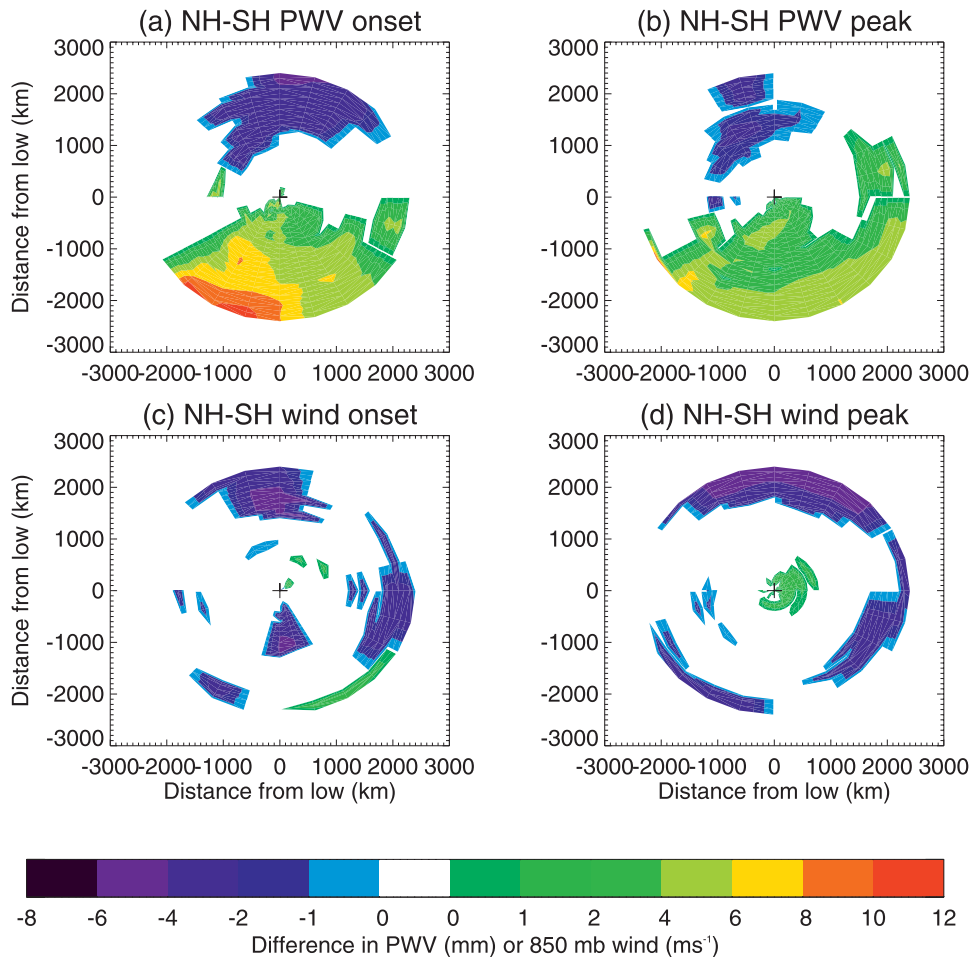 (a) NH-SH PWV onset
(b) NH-SH PWV peak
3000
2000
1000
0
-1000
-2000
-3000
Distance from low (km)
-3000 -2000 -1000 0 1000 2000 3000
3000
2000
1000
0
-1000
-2000
-3000
-3000 -2000 -1000 0 1000 2000 3000
(c) NH-SH wind onset
(d) NH-SH wind peak
3000
2000
1000
0
-1000
-2000
-3000
Distance from low (km)
-3000 -2000 -1000 0 1000 2000 3000
Distance from low (km)
3000
2000
1000
0
-1000
-2000
-3000
-3000 -2000 -1000 0 1000 2000 3000
Distance from low (km)
-8 -6 -4 -2 -1 0 0 1 2 4 6 8 10 12
Difference in PWV (mm) or 850 mb wind (ms⁻¹)